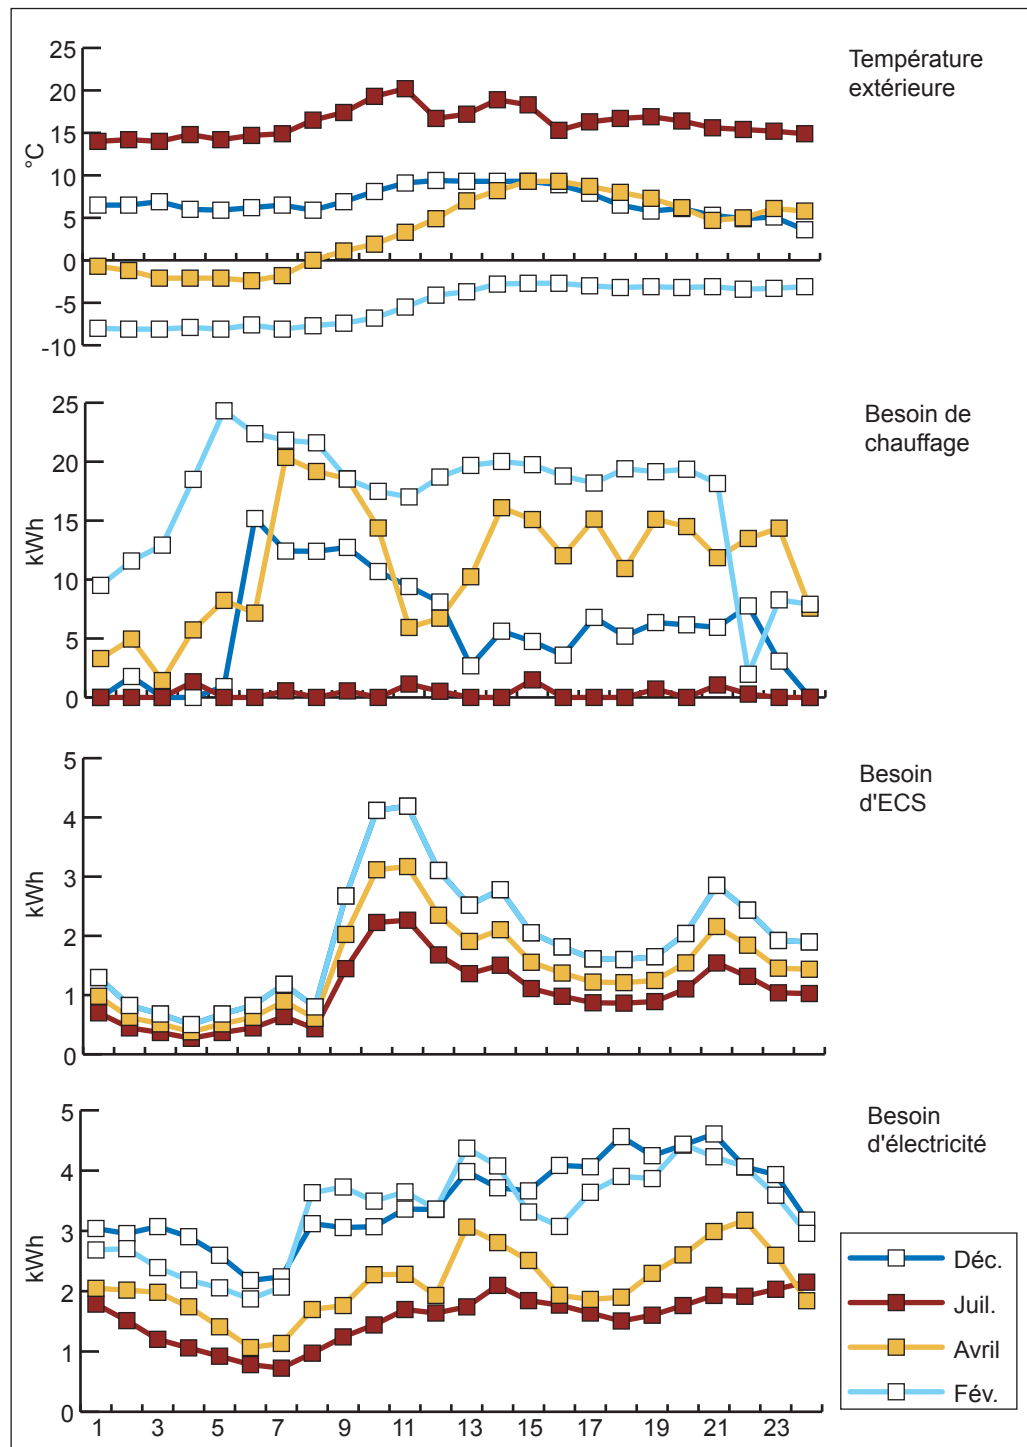 Température
extérieure
25
20
15
10
5
0
-5
-10
°C
Besoin de
chauffage
25
20
15
10
5
0
kWh
Besoin
d'ECS
5
4
3
2
1
0
kWh
Besoin
d'électricité
5
4
3
2
1
0
kWh
1 3 5 7 9 11 13 15 17 19 21 23
Déc.
Juil.
Avril
Fév.